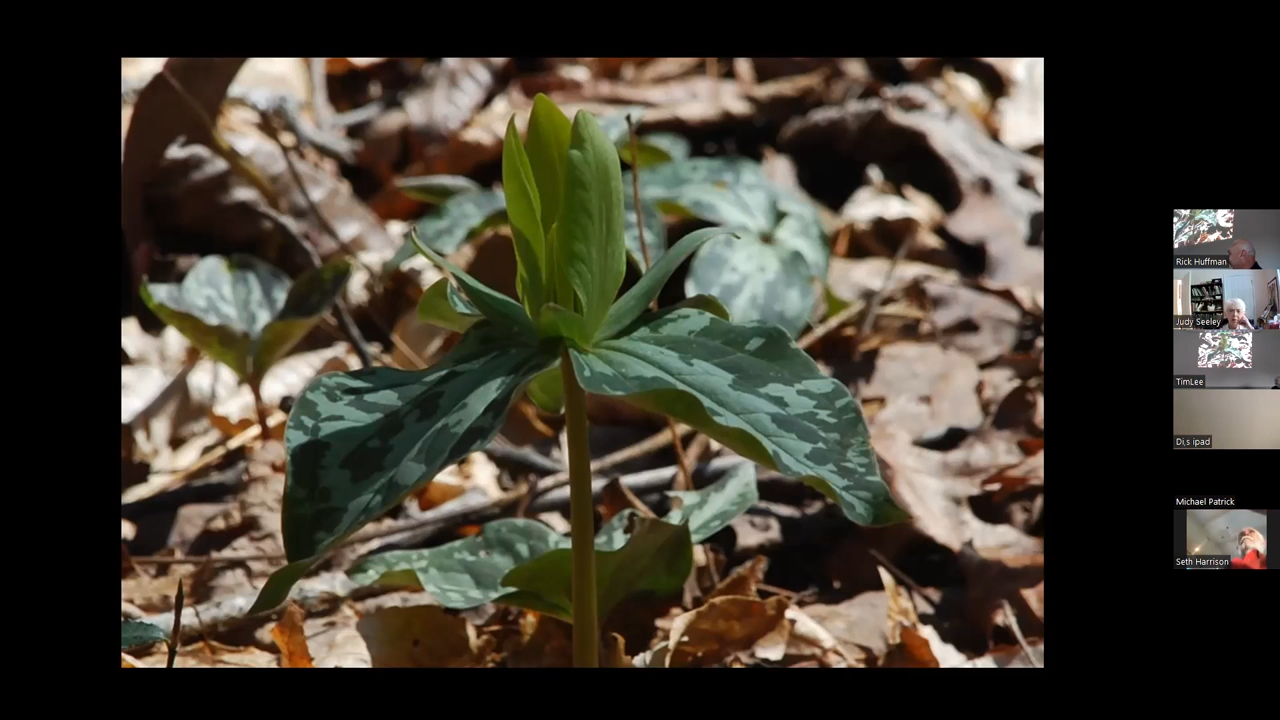 Rick Huffman
Judy Seeley
TimLee
Di,s ipad
Michael Patrick
Seth Harrison